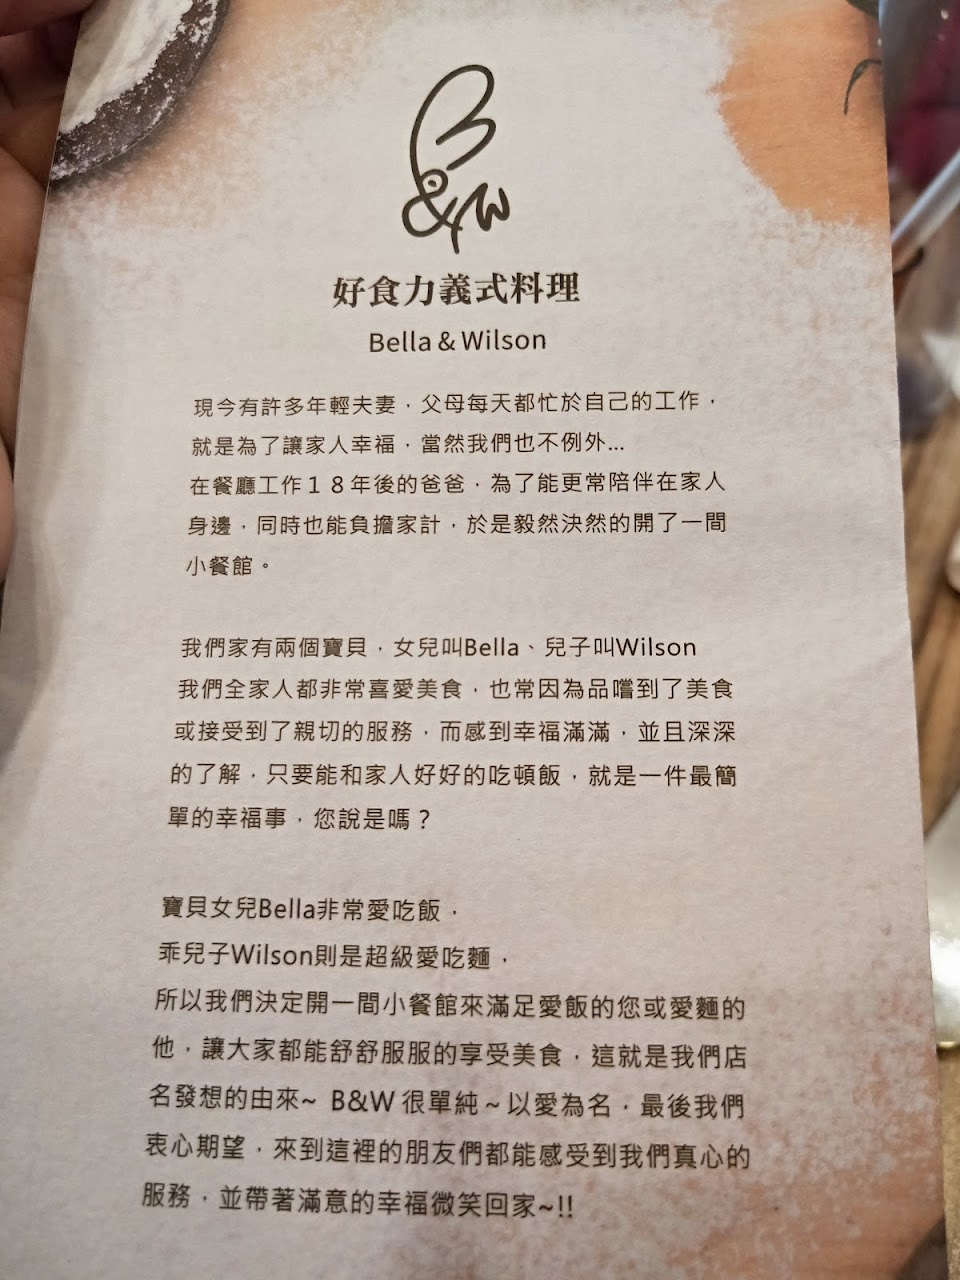 B&W
好食力義式料理
Bella & Wilson
現今有許多年輕夫妻，父母每天都忙於自己的工作，
就是為了讓家人幸福，當然我們也不例外...
在餐廳工作１８年後的爸爸，為了能更常陪伴在家人
身邊，同時也能負擔家計，於是毅然決然的開了一間
小餐館。
我們家有兩個寶貝，女兒叫Bella、兒子叫Wilson
我們全家人都非常喜愛美食，也常因為品嚐到了美食
或接受到了親切的服務，而感到幸福滿滿，並且深深
的了解，只要能和家人好好的吃頓飯，就是一件最簡
單的幸福事，您說是嗎？
寶貝女兒Bella非常愛吃飯，
乖兒子Wilson則是超級愛吃麵，
所以我們決定開一間小餐館來滿足愛飯的您或愛麵的
他，讓大家都能舒舒服服的享受美食，這就是我們店
名發想的由來~ B&W 很單純～以愛為名，最後我們
衷心期望，來到這裡的朋友們都能感受到我們真心的
服務，並帶著滿意的幸福微笑回家~!!